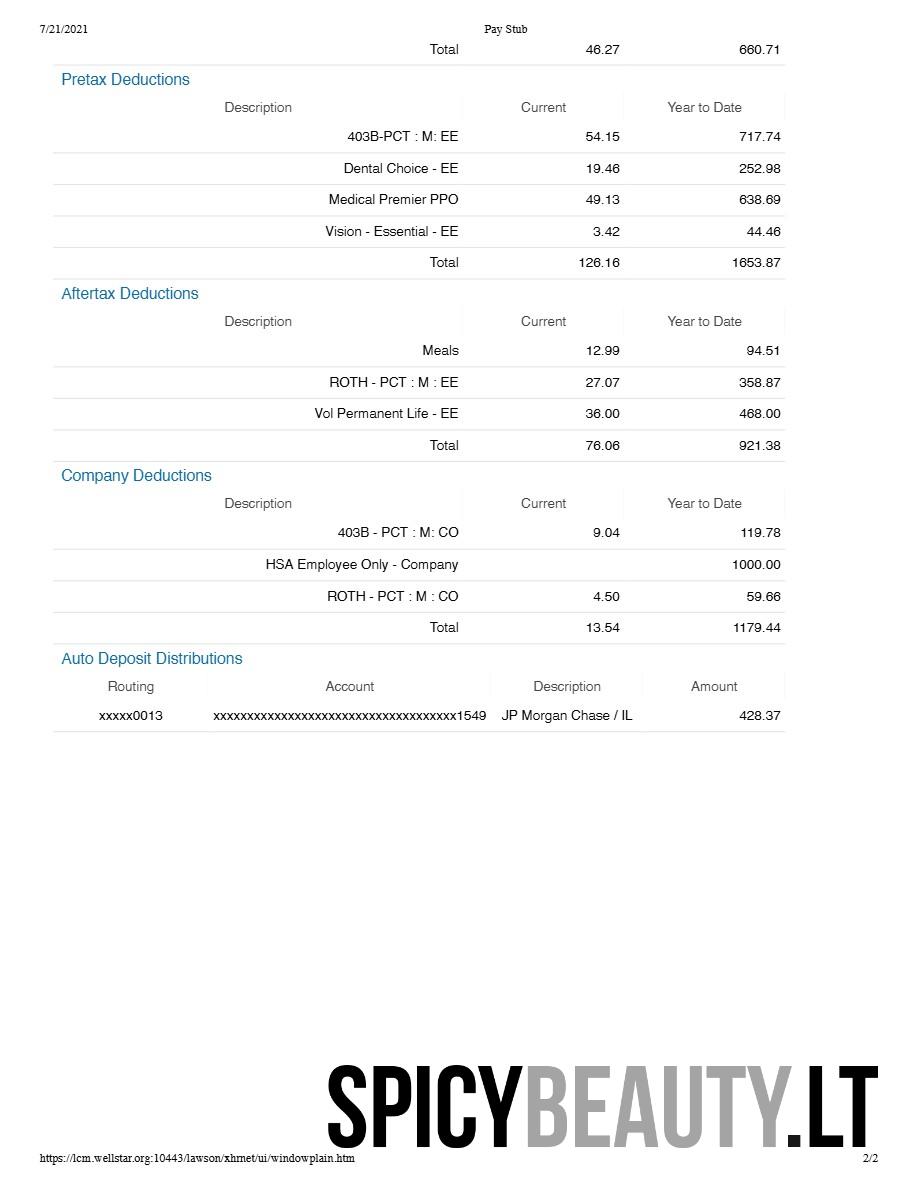 7/21/2021 Pay Stub
Total 46.27 660.71
Pretax Deductions
Description Current Year to Date
403B-PCT : M: EE 54.15 717.74
Dental Choice - EE 19.46 252.98
Medical Premier PPO 49.13 638.69
Vision - Essential - EE 3.42 44.46
Total 126.16 1653.87
Aftertax Deductions
Description Current Year to Date
Meals 12.99 94.51
ROTH - PCT : M : EE 27.07 358.87
Vol Permanent Life - EE 36.00 468.00
Total 76.06 921.38
Company Deductions
Description Current Year to Date
403B - PCT : M: CO 9.04 119.78
HSA Employee Only - Company 1000.00
ROTH - PCT : M : CO 4.50 59.66
Total 13.54 1179.44
Auto Deposit Distributions
Routing Account Description Amount
xxxxx0013 xxxxxxxxxxxxxxxxxxxxxxxxxxxxxxxxxxxx1549 JP Morgan Chase / IL 428.37
SPICYBEAUTY.LT
https://lcm.wellstar.org:10443/lawson/xhrnet/ui/windowplain.htm 2/2